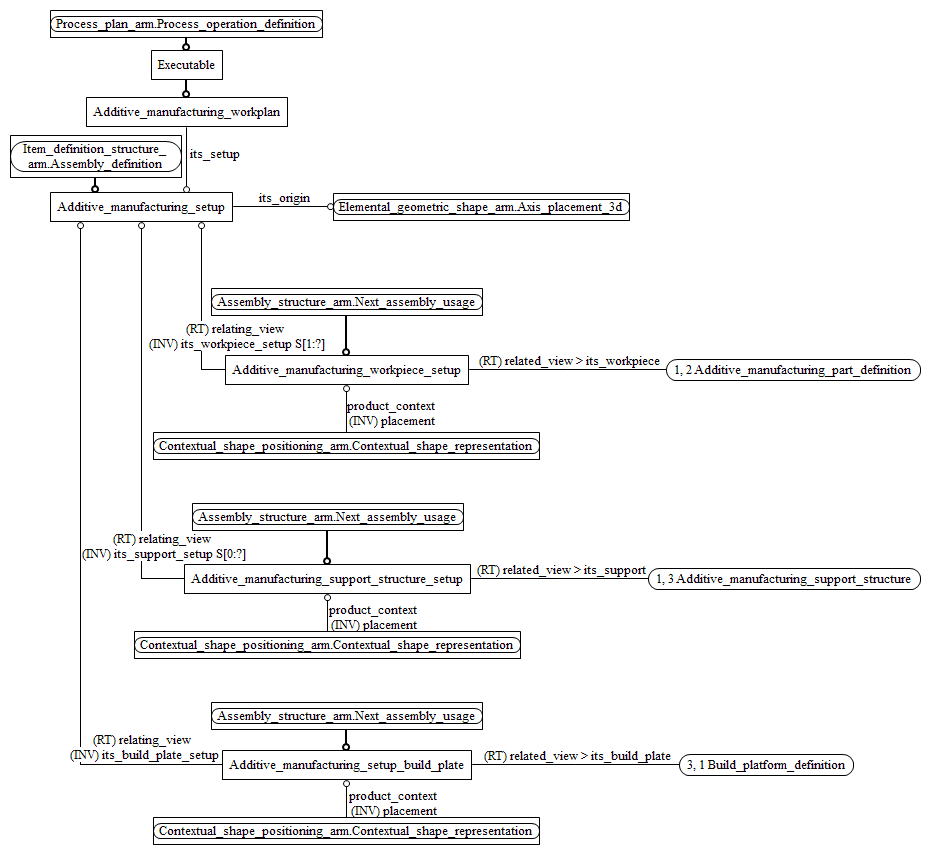 Process_plan_arm.Process_operation_definition
Executable
Additive_manufacturing_workplan
Item_definition_structure_
arm.Assembly_definition
its_setup
Additive_manufacturing_setup
its_origin
Elemental_geometric_shape_arm.Axis_placement_3d
Assembly_structure_arm.Next_assembly_usage
(RT) relating_view
(INV) its_workpiece_setup S[1:?]
Additive_manufacturing_workpiece_setup
(RT) related_view > its_workpiece
1, 2 Additive_manufacturing_part_definition
product_context
(INV) placement
Contextual_shape_positioning_arm.Contextual_shape_representation
Assembly_structure_arm.Next_assembly_usage
(RT) relating_view
(INV) its_support_setup S[0:?]
Additive_manufacturing_support_structure_setup
(RT) related_view > its_support
1, 3 Additive_manufacturing_support_structure
product_context
(INV) placement
Contextual_shape_positioning_arm.Contextual_shape_representation
Assembly_structure_arm.Next_assembly_usage
(RT) relating_view
(INV) its_build_plate_setup
Additive_manufacturing_setup_build_plate
(RT) related_view > its_build_plate
3, 1 Build_platform_definition
product_context
(INV) placement
Contextual_shape_positioning_arm.Contextual_shape_representation